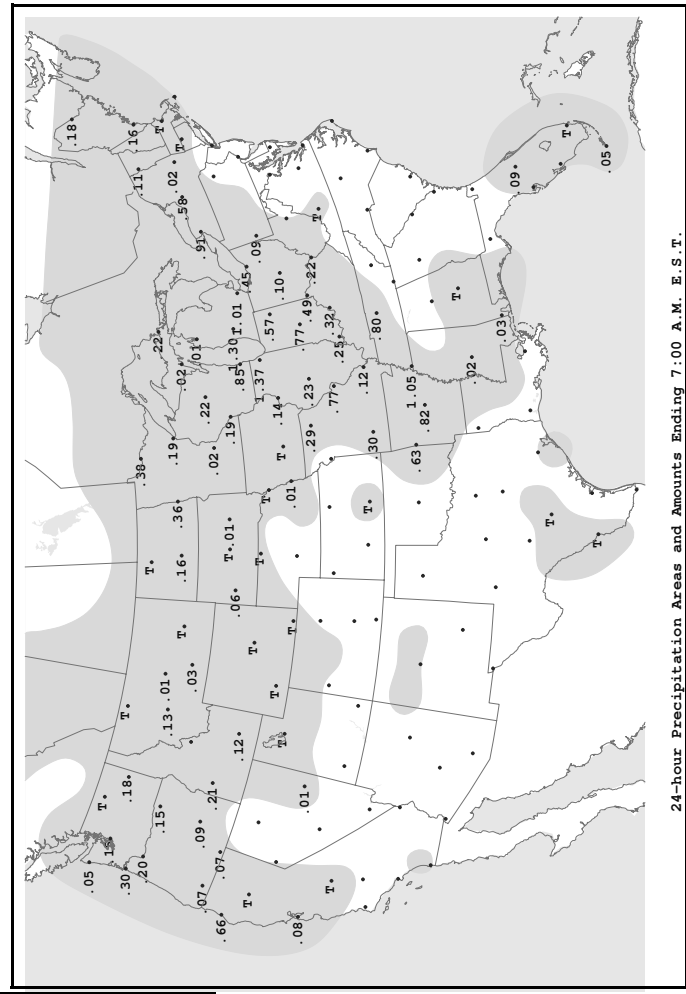 .18
.05
T
T
.30
.18
.16
.11
.20
.38
T
.22
T
.15
.13
.01
.19
.02
.36
.16
T
T
.02
.58
.03
.01
.91
.09
.07
.22
.21
.02
.07
.66
T
.01
.19
.06
1.30
1.01
.12
.85
.45
T
T
.09
1.37
T
T
.57
T
.14
.10
T
T
.01
T
.08
.77
.01
.49
.23
.22
.29
T
.32
T
.77
.25
.12
T
.30
.80
1.05
.63
.82
T
.02
.03
.09
T
T
T
.05
24-hour Precipitation Areas and Amounts Ending 7:00 A.M. E.S.T.